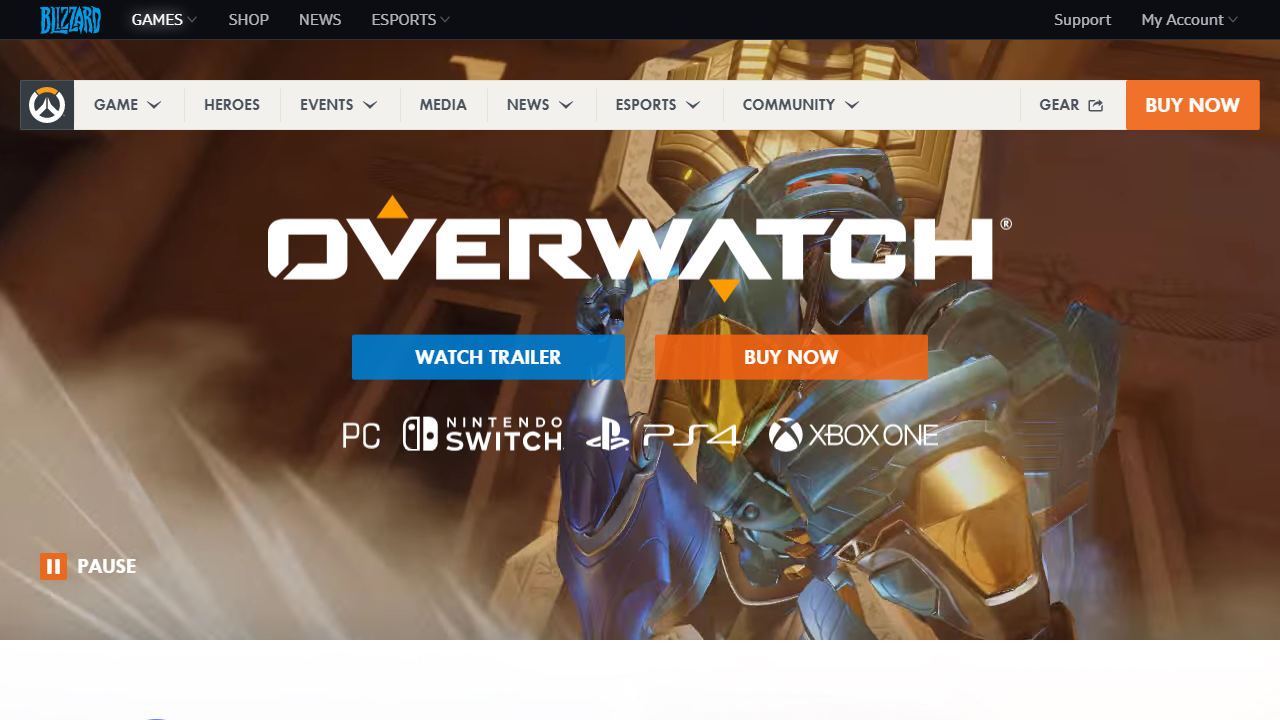 BLIZZARD GAMES SHOP NEWS ESPORTS Support My Account
GAME HEROES EVENTS MEDIA NEWS ESPORTS COMMUNITY GEAR BUY NOW
OVERWATCH®
WATCH TRAILER BUY NOW
PC NINTENDO SWITCH PS4 XBOX ONE
PAUSE